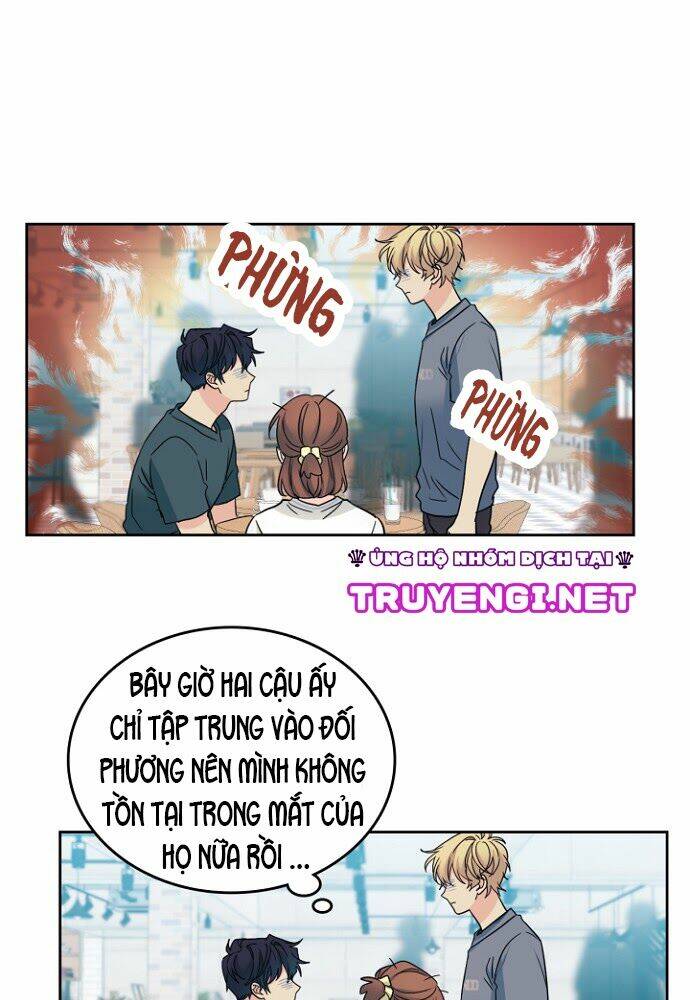 PHÙNG
PHÙNG
ỦNG HỘ NHÓM DỊCH TẠI
TRUYENGI.NET
BÂY GIỜ HAI CẬU ẤY
CHỈ TẬP TRUNG VÀO ĐỐI
PHƯƠNG NÊN MÌNH KHÔNG
TỒN TẠI TRONG MẮT CỦA
HỌ NỮA RỒI ...